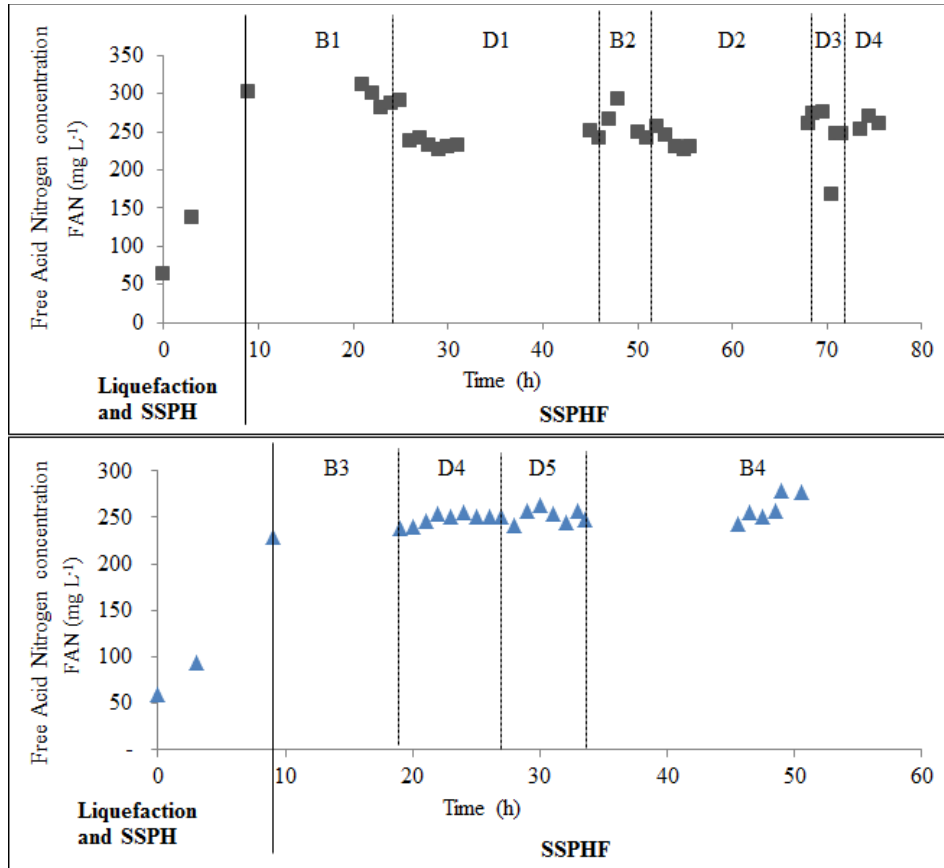 B1 D1 B2 D2 D3 D4
Free Acid Nitrogen concentration
FAN (mg L-1)
350
300
250
200
150
100
50
0
0 10 20 30 40 50 60 70 80
Time (h)
Liquefaction
and SSPH
SSPHF
B3 D4 D5 B4
Free Acid Nitrogen concentration
FAN (mg L-1)
300
250
200
150
100
50
-
0 10 20 30 40 50 60
Time (h)
Liquefaction
and SSPH
SSPHF